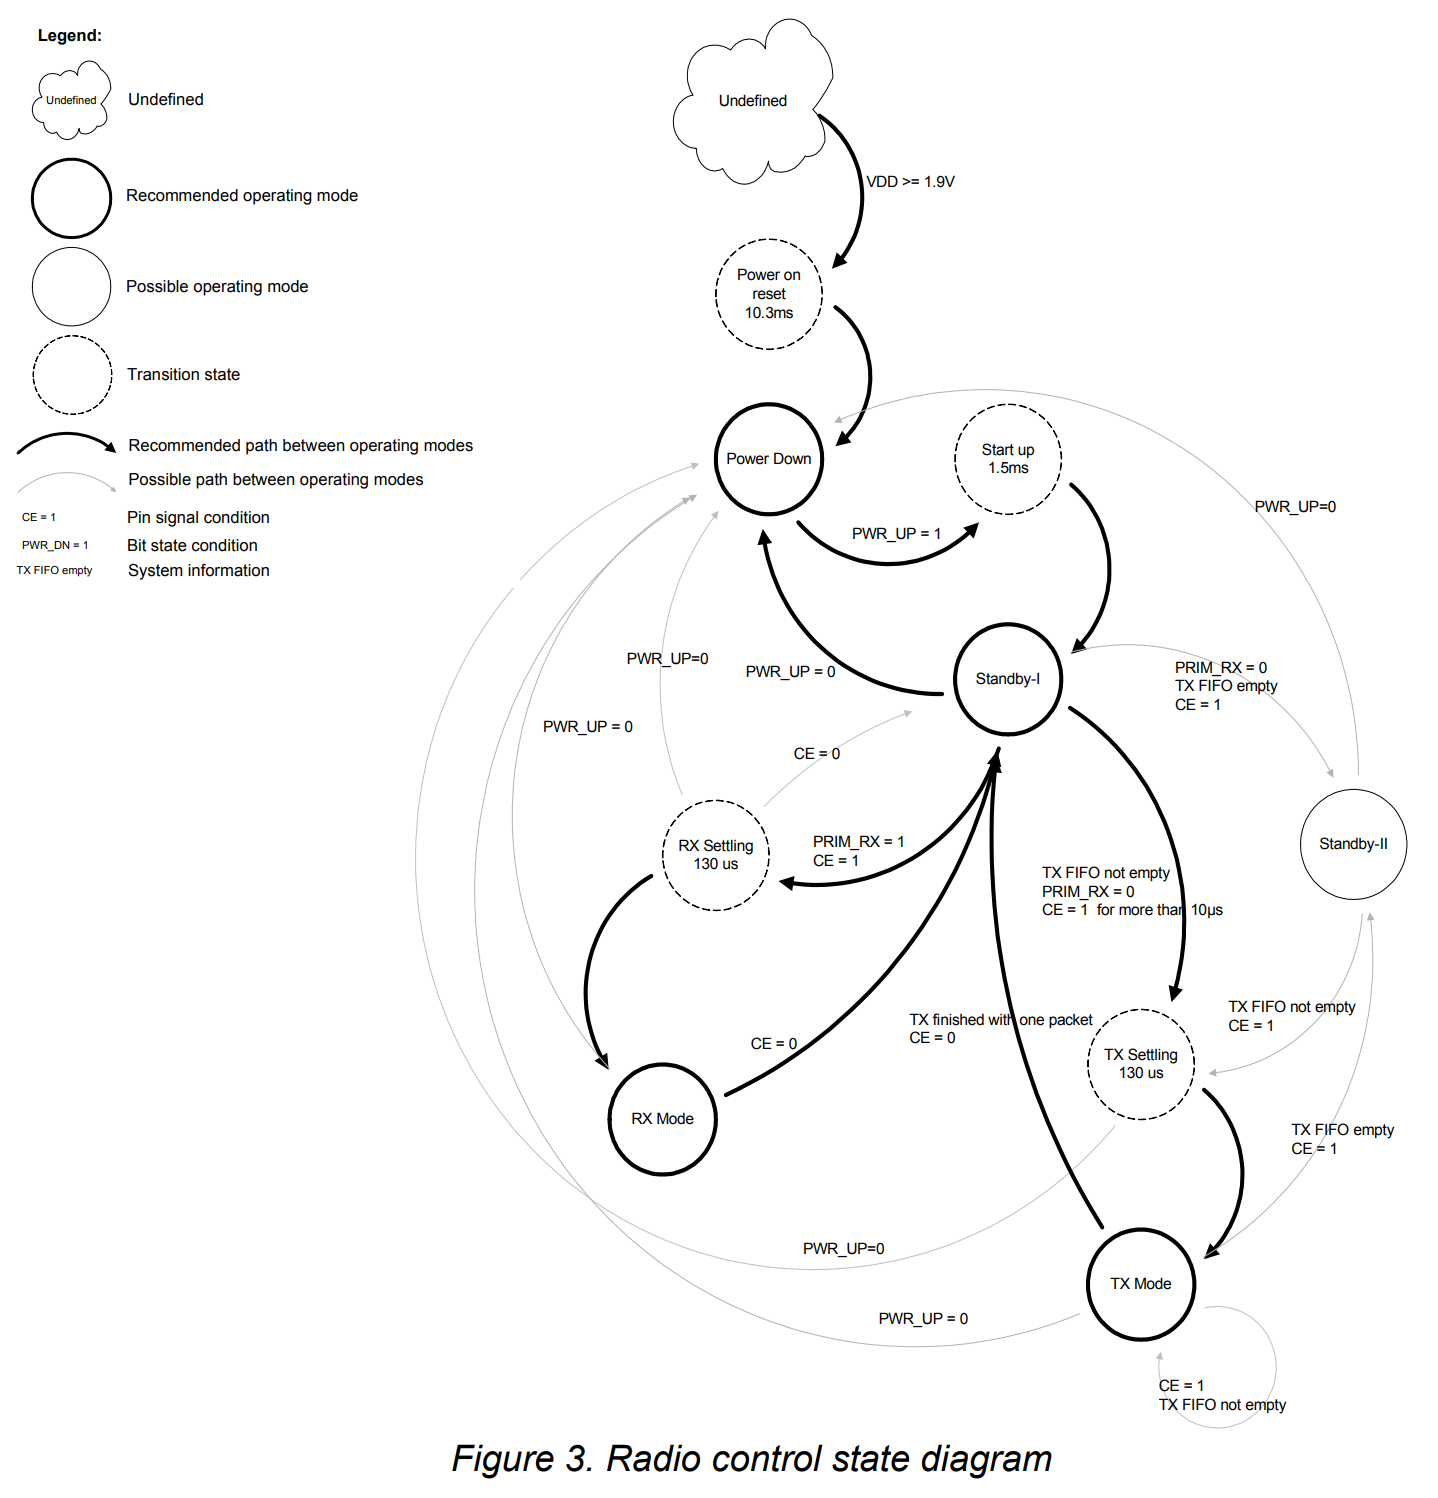 Legend:
Undefined
Undefined
Recommended operating mode
Possible operating mode
Transition state
Recommended path between operating modes
Possible path between operating modes
CE = 1
Pin signal condition
PWR_DN = 1
Bit state condition
TX FIFO empty
System information
Undefined
VDD >= 1.9V
Power on
reset
10.3ms
Power Down
Start up
1.5ms
PWR_UP = 1
PWR_UP=0
PWR_UP=0
PWR_UP = 0
Standby-I
PRIM_RX = 0
TX FIFO empty
CE = 1
PWR_UP = 0
CE = 0
RX Settling
130 us
PRIM_RX = 1
CE = 1
Standby-II
TX FIFO not empty
PRIM_RX = 0
CE = 1  for more than 10µs
TX FIFO not empty
CE = 1
TX finished with one packet
CE = 0
CE = 0
TX Settling
130 us
RX Mode
TX FIFO empty
CE = 1
PWR_UP=0
TX Mode
PWR_UP = 0
CE = 1
TX FIFO not empty
Figure 3. Radio control state diagram